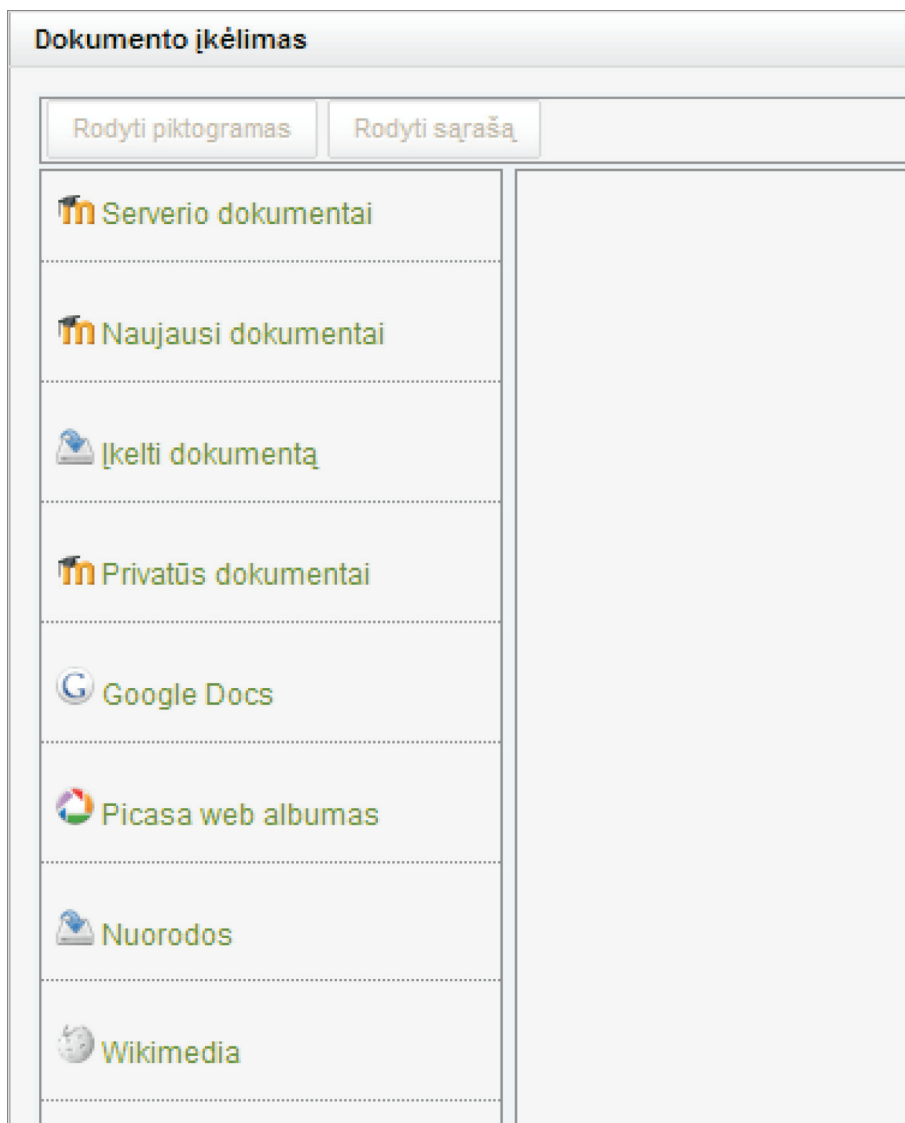 Dokumento įkėlimas
Rodyti piktogramas Rodyti sąrašą
Serverio dokumentai
Naujausi dokumentai
Įkelti dokumentą
Privatūs dokumentai
Google Docs
Picasa web albumas
Nuorodos
Wikimedia